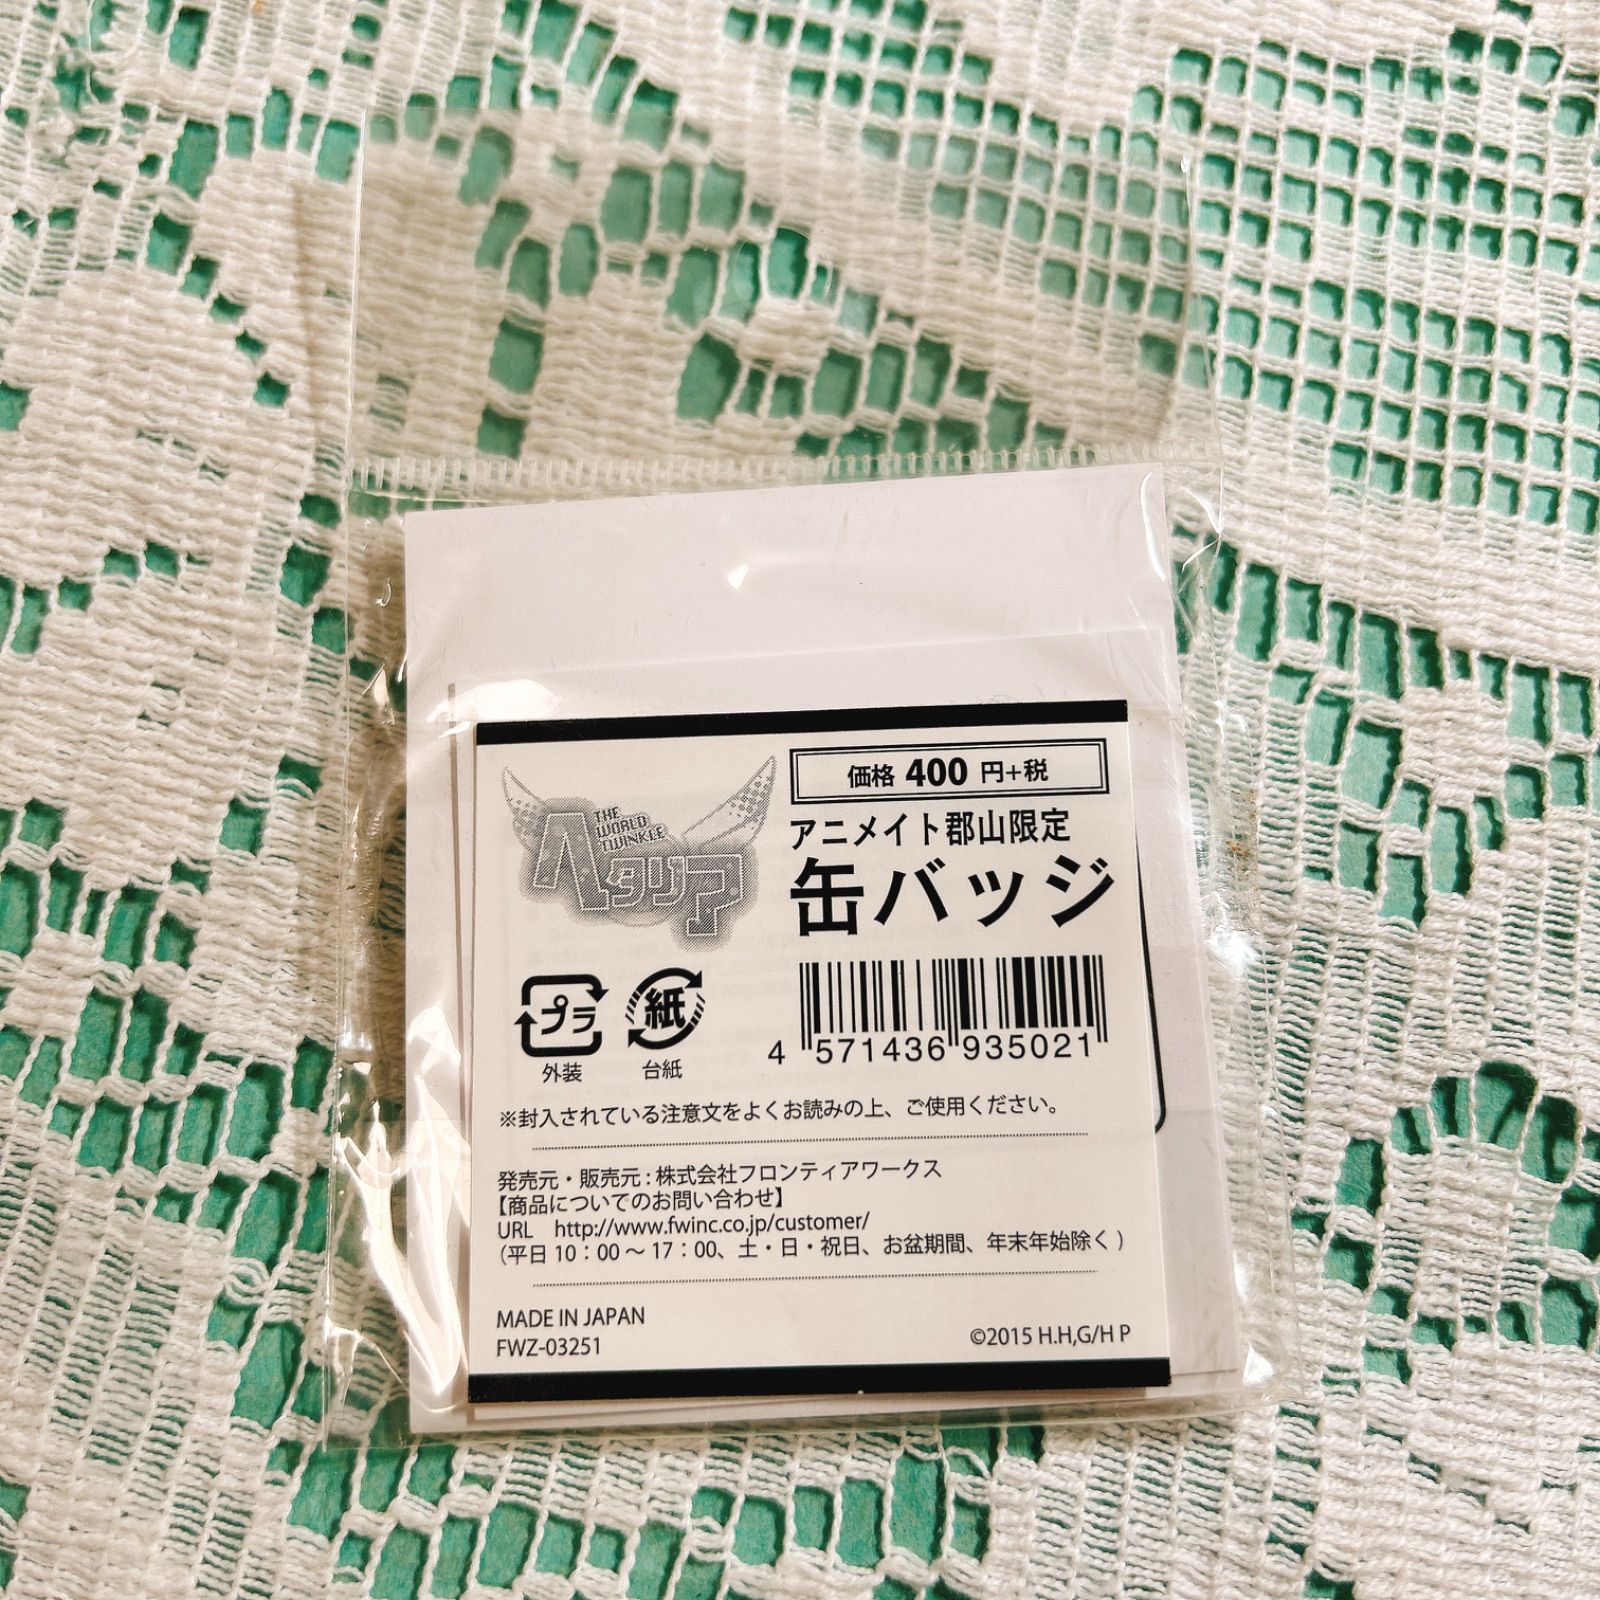 価格 400 円+税
THE
WORLD
TWINKLE
ヘタリア
アニメイト郡山限定
缶バッジ
プラ
外装
紙
台紙
4 571436 935021
※封入されている注意文をよくお読みの上、ご使用ください。
発売元・販売元:株式会社フロンティアワークス
【商品についてのお問い合わせ】
URL http://www.fwinc.co.jp/customer/
(平日 10:00～17:00、土・日・祝日、お盆期間、年末年始除く)
MADE IN JAPAN
FWZ-03251
©2015 H.H,G/H P